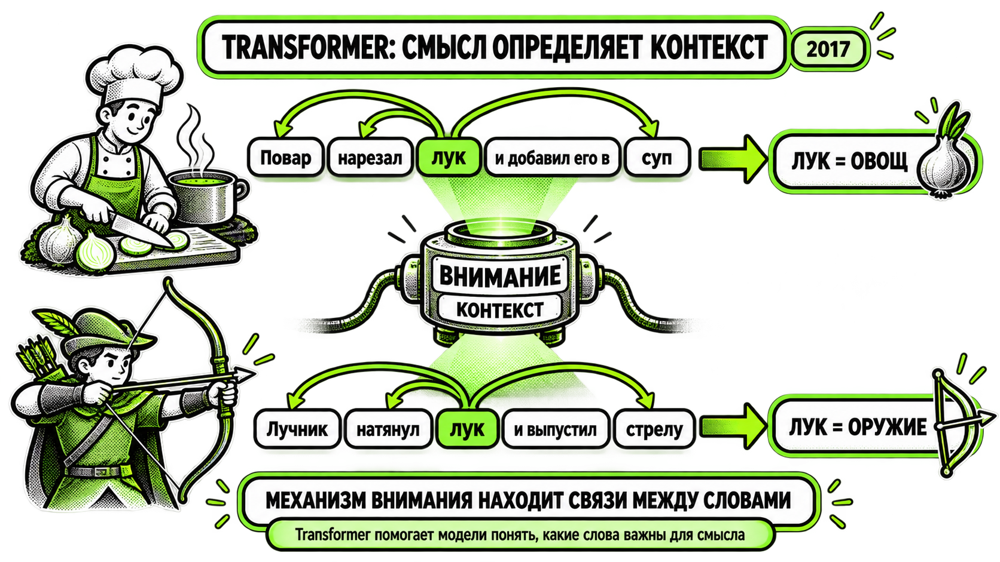 TRANSFORMER: СМЫСЛ ОПРЕДЕЛЯЕТ КОНТЕКСТ
2017
Повар нарезал лук и добавил его в суп
ЛУК = ОВОЩ
ВНИМАНИЕ
КОНТЕКСТ
Лучник натянул лук и выпустил стрелу
ЛУК = ОРУЖИЕ
МЕХАНИЗМ ВНИМАНИЯ НАХОДИТ СВЯЗИ МЕЖДУ СЛОВАМИ
Transformer помогает модели понять, какие слова важны для смысла